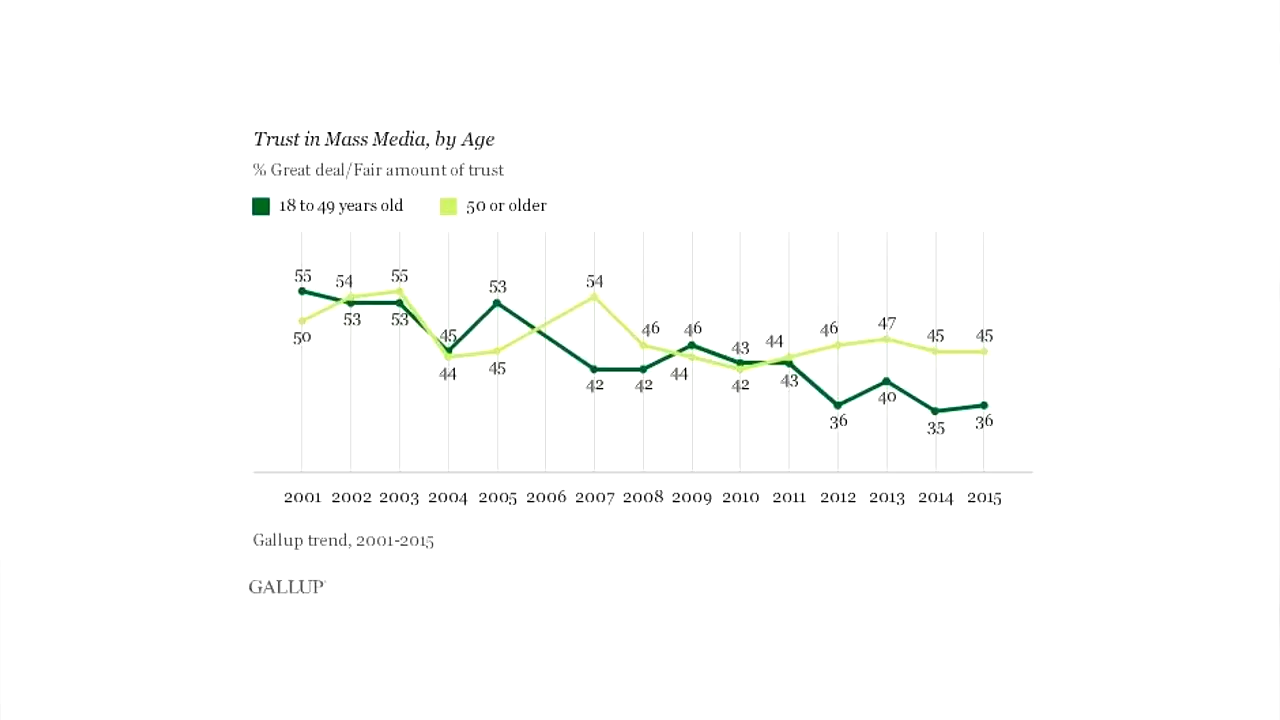 Trust in Mass Media, by Age
% Great deal/Fair amount of trust
18 to 49 years old 50 or older
55 54 55 45 53 54 46 46 43 44 46 47 45 45
50 53 53 44 45 42 42 44 42 43 36 40 35 36
2001 2002 2003 2004 2005 2006 2007 2008 2009 2010 2011 2012 2013 2014 2015
Gallup trend, 2001-2015
GALLUP